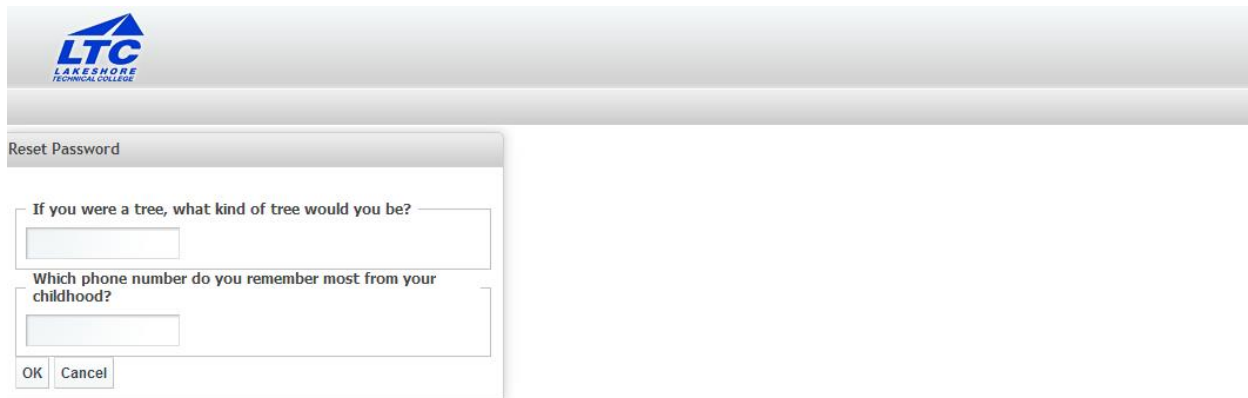 LTC
LAKESHORE
TECHNICAL COLLEGE
Reset Password
If you were a tree, what kind of tree would you be?
Which phone number do you remember most from your
childhood?
OK Cancel